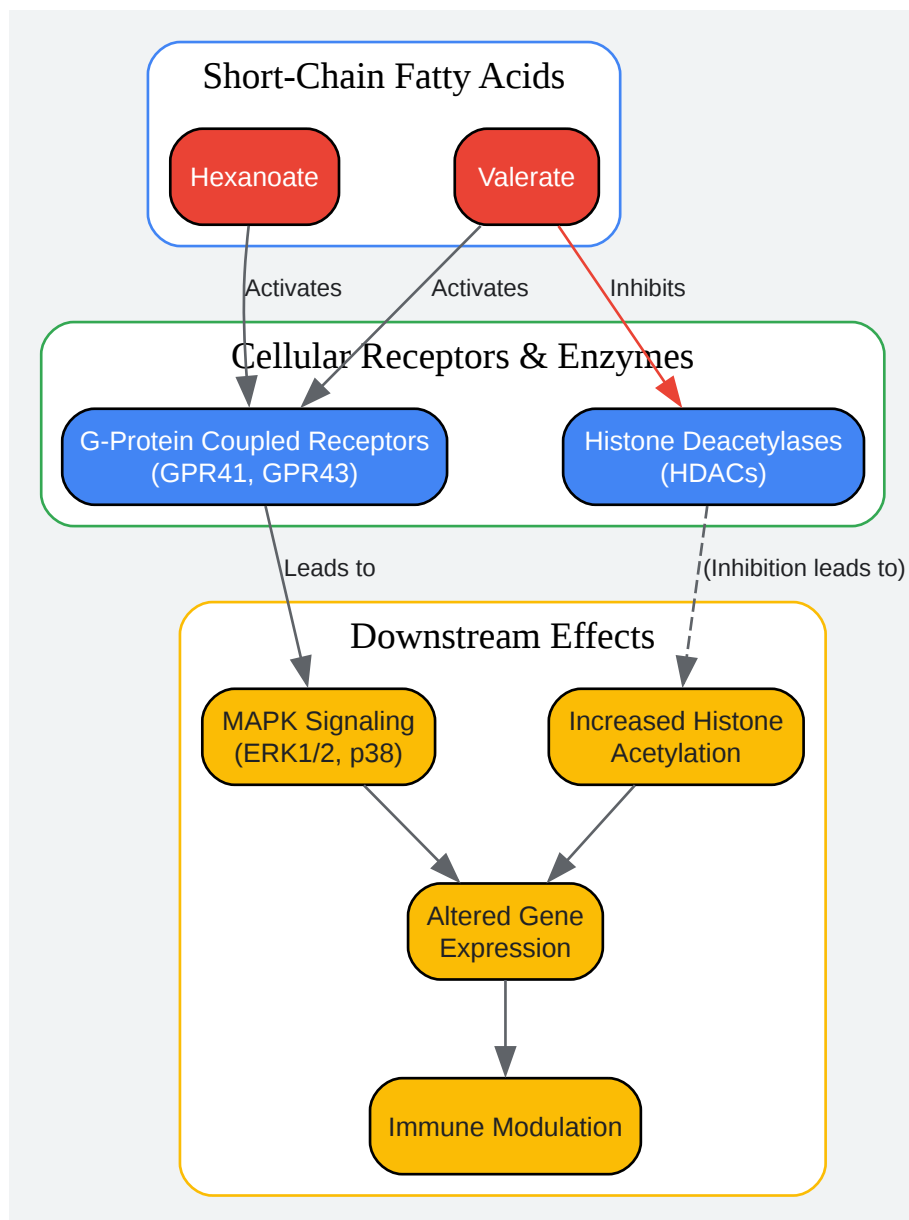 Short-Chain Fatty Acids
Hexanoate
Valerate
Activates
Activates
Inhibits
Cellular Receptors & Enzymes
G-Protein Coupled Receptors
(GPR41, GPR43)
Histone Deacetylases
(HDACs)
Leads to
(Inhibition leads to)
Downstream Effects
MAPK Signaling
(ERK1/2, p38)
Increased Histone
Acetylation
Altered Gene
Expression
Immune Modulation